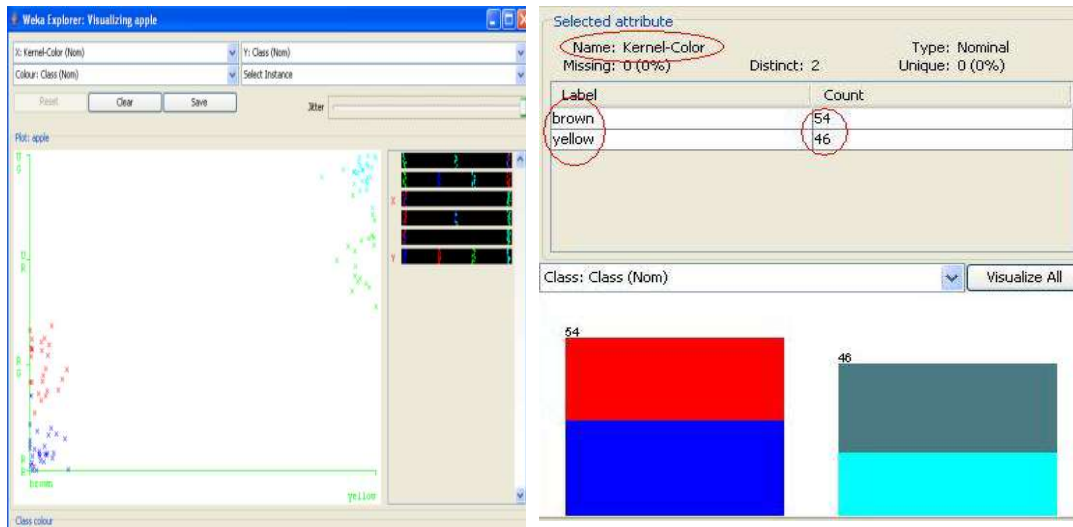 Weka Explorer: Visualizing apple
X: Kernel-Color (Nom)
Y: Class (Nom)
Colour: Class (Nom)
Select Instance
Reset
Clear
Save
Jitter
Plot: apple
X
Y
brown
yellow
Class colour
Selected attribute
Name: Kernel-Color
Type: Nominal
Missing: 0 (0%)
Distinct: 2
Unique: 0 (0%)
Label
Count
brown
54
yellow
46
Class: Class (Nom)
Visualize All
54
46